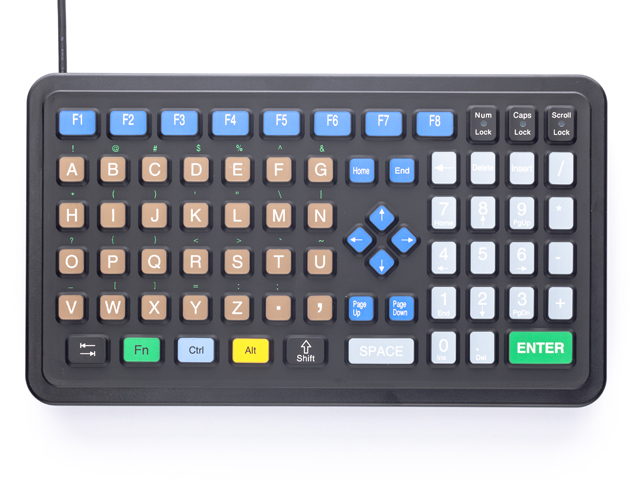 F1 F2 F3 F4 F5 F6 F7 F8 Num Lock Caps Lock Scroll Lock
! @ # $ % ^ &
A B C D E F G Home End ← Delete Insert /
* ( ) ' " \ |
H I J K L M N 7 Home 8 ↑ 9 PgUp *
↑
← →
? { } < > ` ~
O P Q R S T U 4 ← 5 6 → -
↓
_ [ ] = : ;
V W X Y Z . , Page Up Page Down 1 End 2 ↓ 3 PgDn +
Fn Ctrl Alt Shift SPACE 0 Ins . Del ENTER